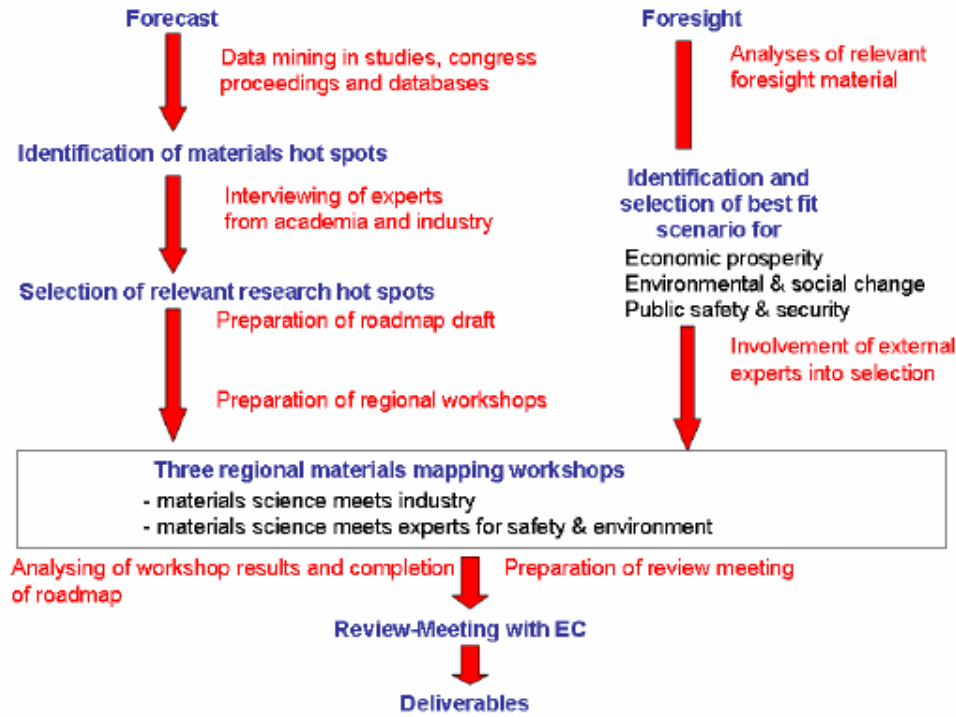 Forecast
Data mining in studies, congress
proceedings and databases
Identification of materials hot spots
Interviewing of experts
from academia and industry
Selection of relevant research hot spots
Preparation of roadmap draft
Preparation of regional workshops
Foresight
Analyses of relevant
foresight material
Identification and
selection of best fit
scenario for
Economic prosperity
Environmental & social change
Public safety & security
Involvement of external
experts into selection
Three regional materials mapping workshops
- materials science meets industry
- materials science meets experts for safety & environment
Analysing of workshop results and completion
of roadmap
Preparation of review meeting
Review-Meeting with EC
Deliverables